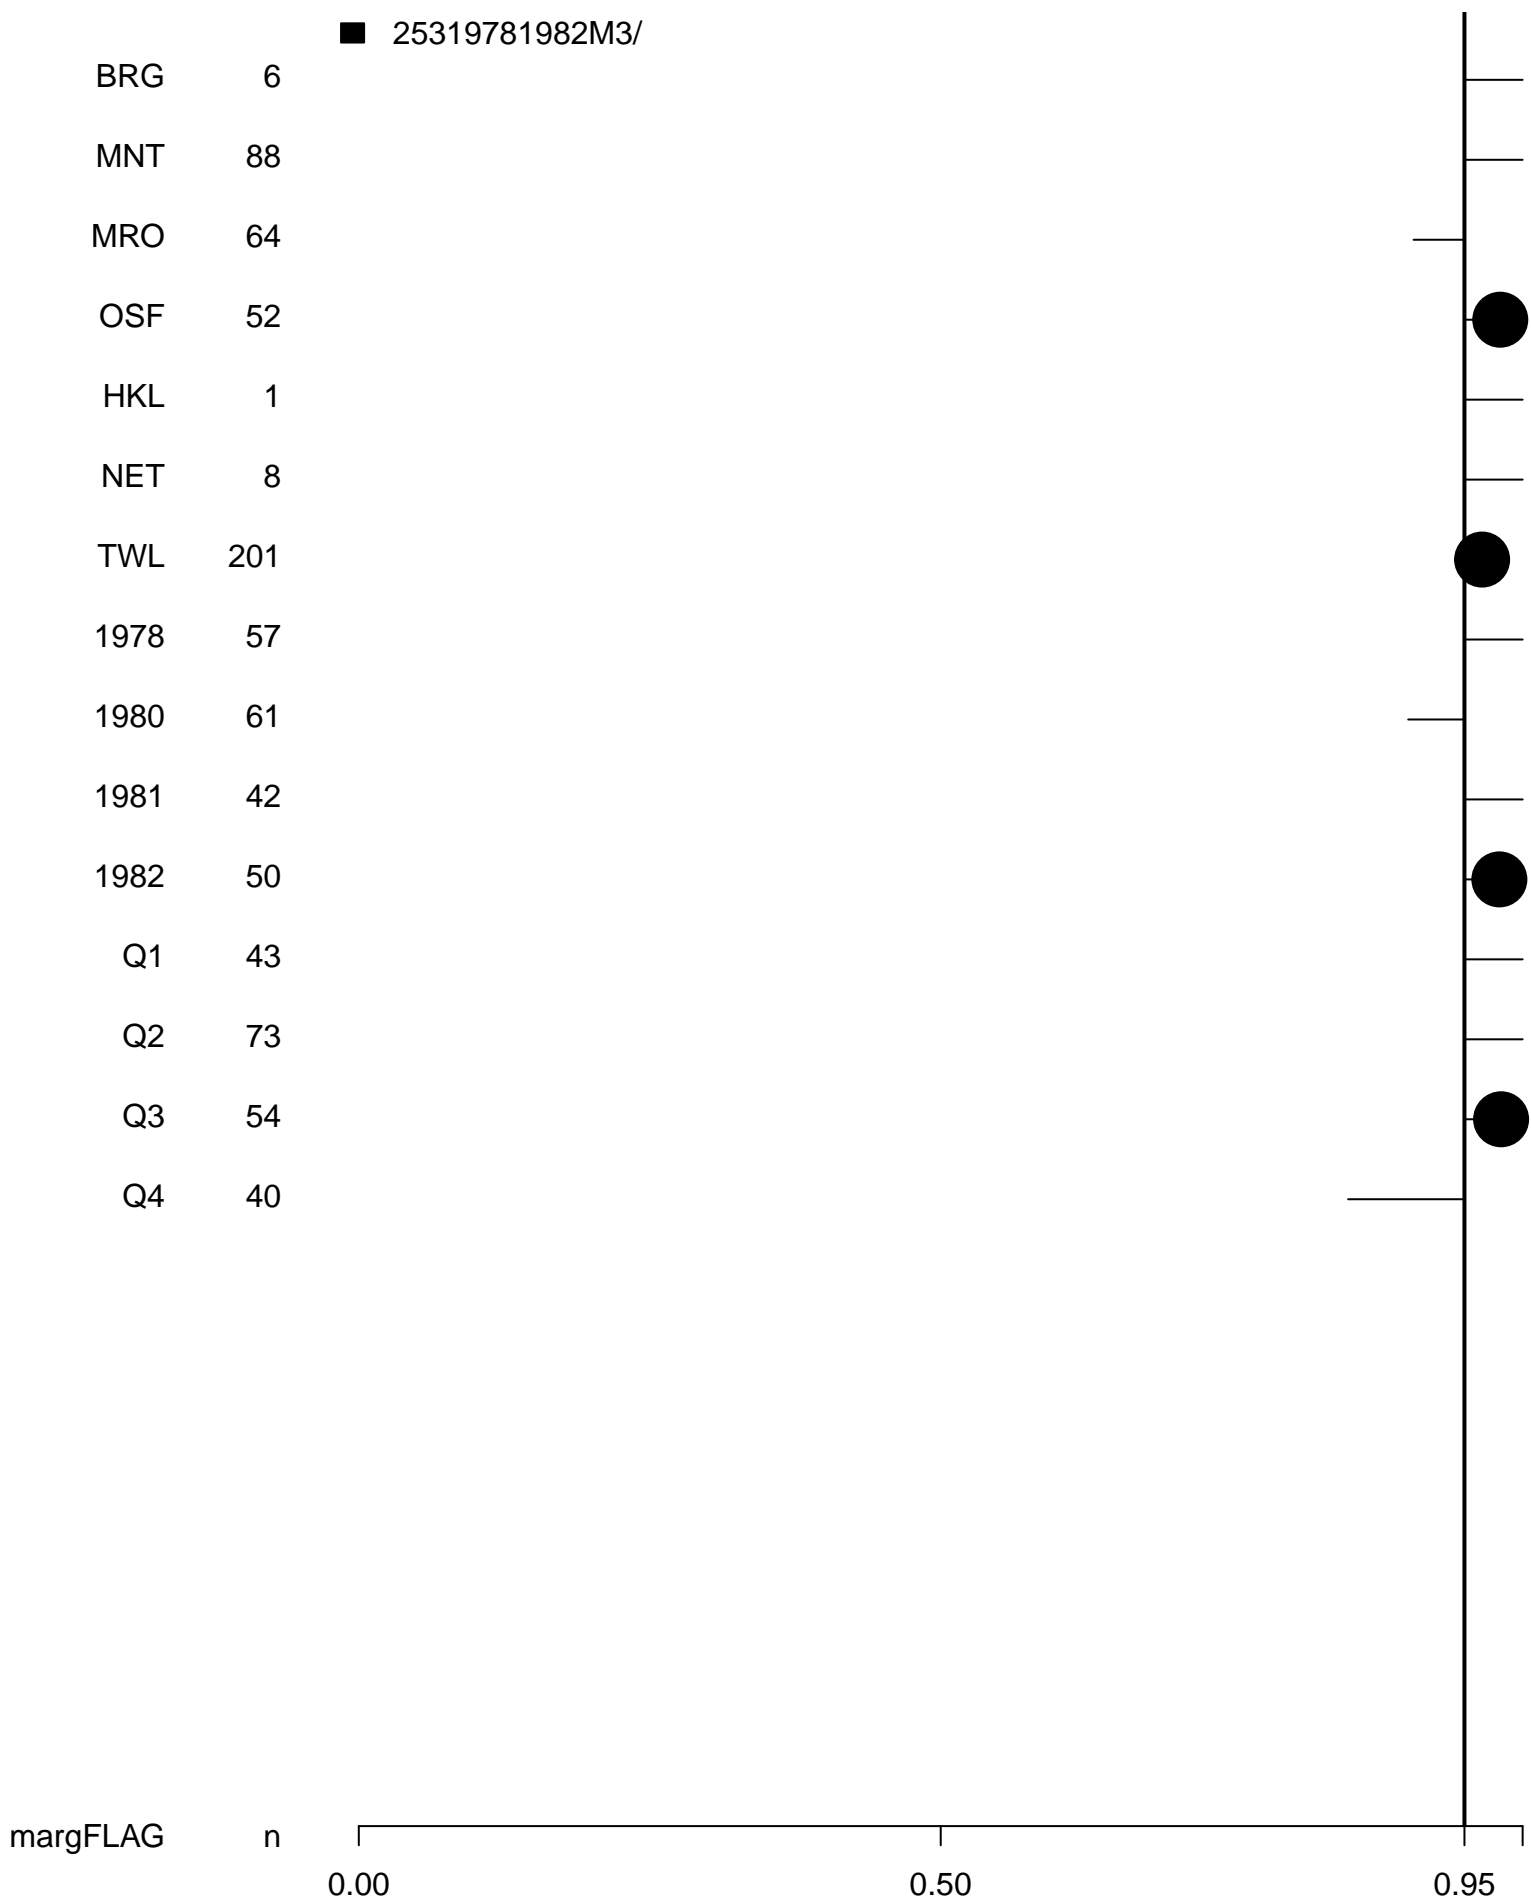 25319781982M3/
BRG 6
MNT 88
MRO 64
OSF 52
HKL 1
NET 8
TWL 201
1978 57
1980 61
1981 42
1982 50
Q1 43
Q2 73
Q3 54
Q4 40
margFLAG n
0.00 0.50 0.95